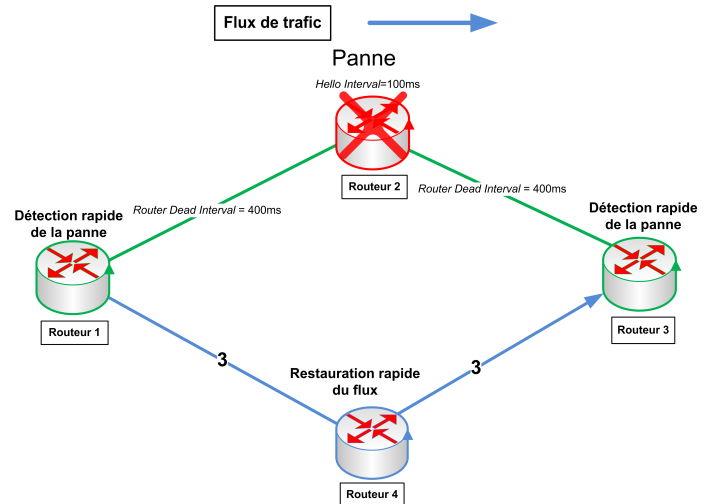 Flux de trafic
Panne
Hello Interval=100ms
Routeur 2
Router Dead Interval = 400ms
Router Dead Interval = 400ms
Détection rapide
de la panne
Détection rapide
de la panne
Routeur 1
Routeur 3
3
3
Restauration rapide
du flux
Routeur 4